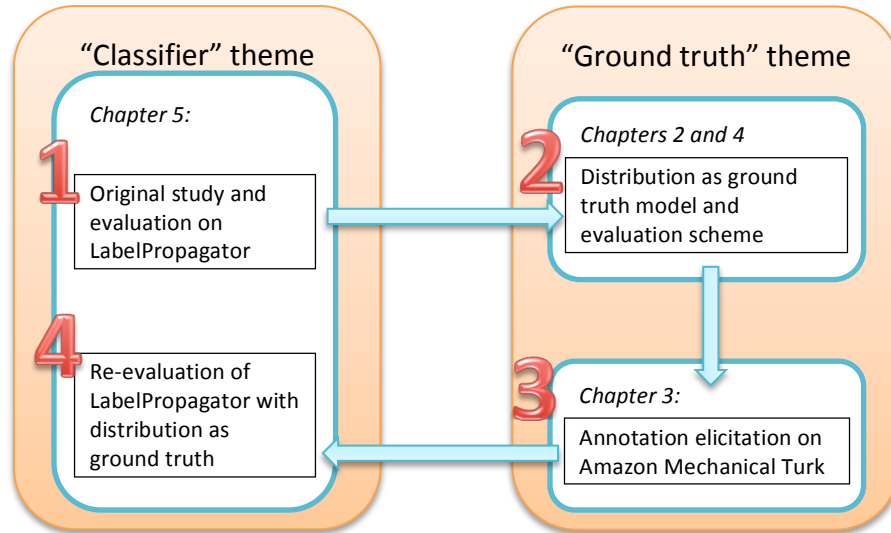 “Classifier” theme
Chapter 5:
1
Original study and
evaluation on
LabelPropagator
4
Re-evaluation of
LabelPropagator with
distribution as
ground truth
“Ground truth” theme
Chapters 2 and 4
2
Distribution as ground
truth model and
evaluation scheme
3
Chapter 3:
Annotation elicitation on
Amazon Mechanical Turk